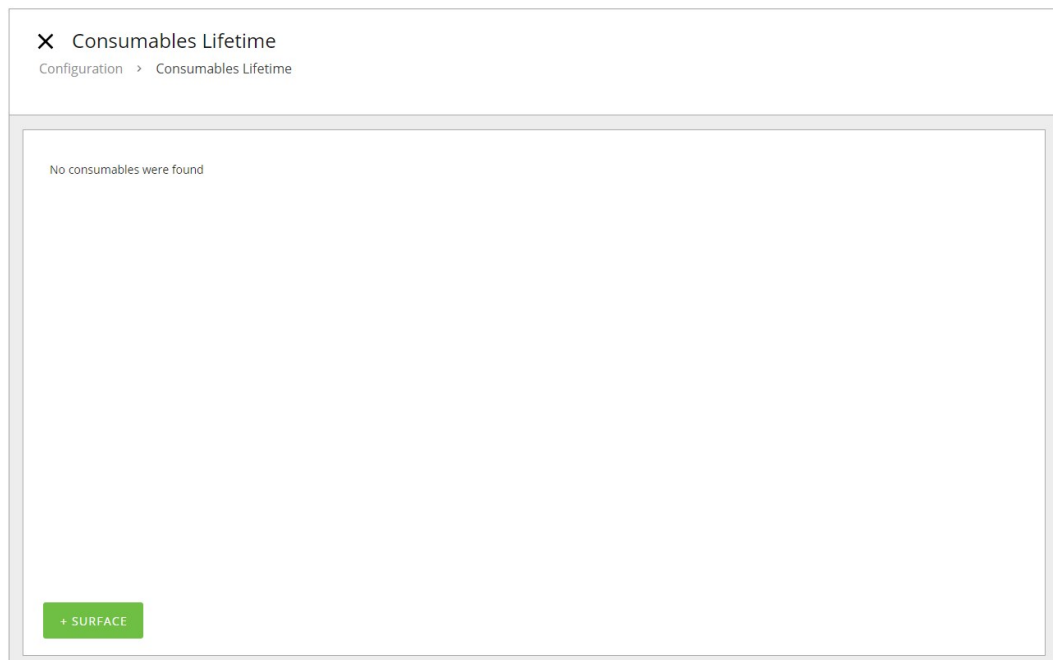 Consumables Lifetime
Configuration > Consumables Lifetime
No consumables were found
+ SURFACE